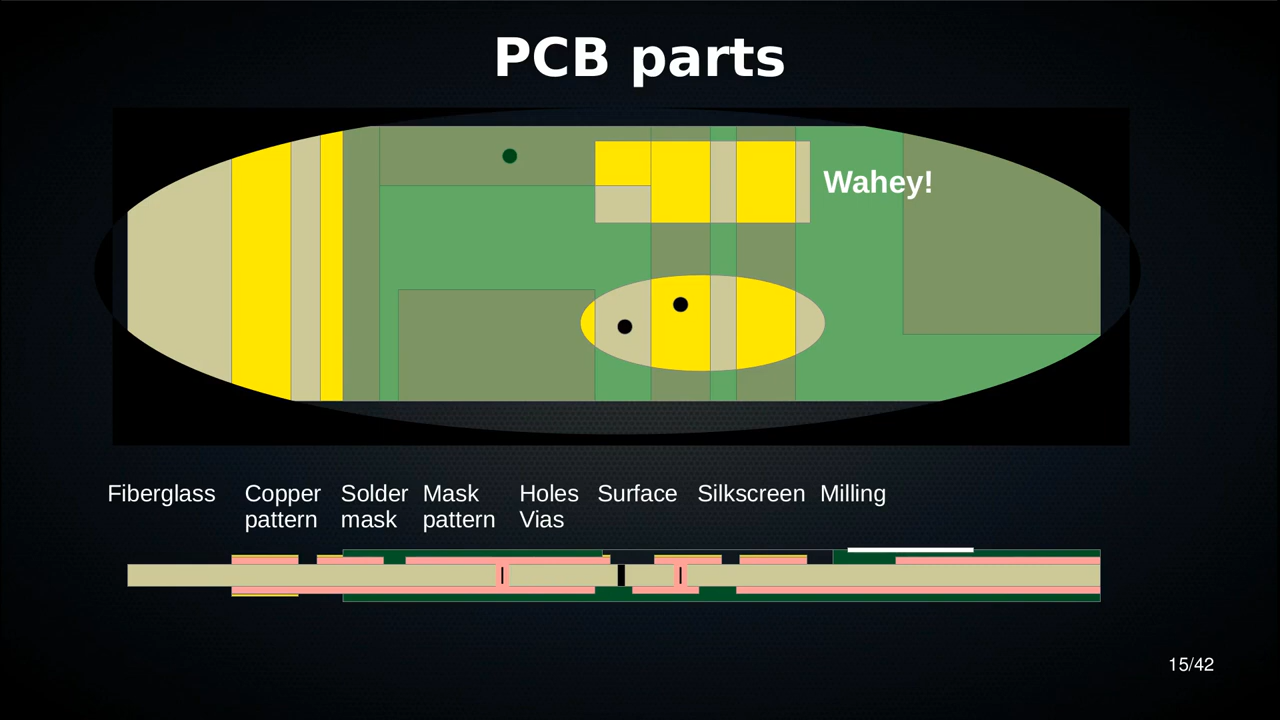 PCB parts
Wahey!
Fiberglass Copper pattern Solder mask Mask pattern Holes Vias Surface Silkscreen Milling
15/42